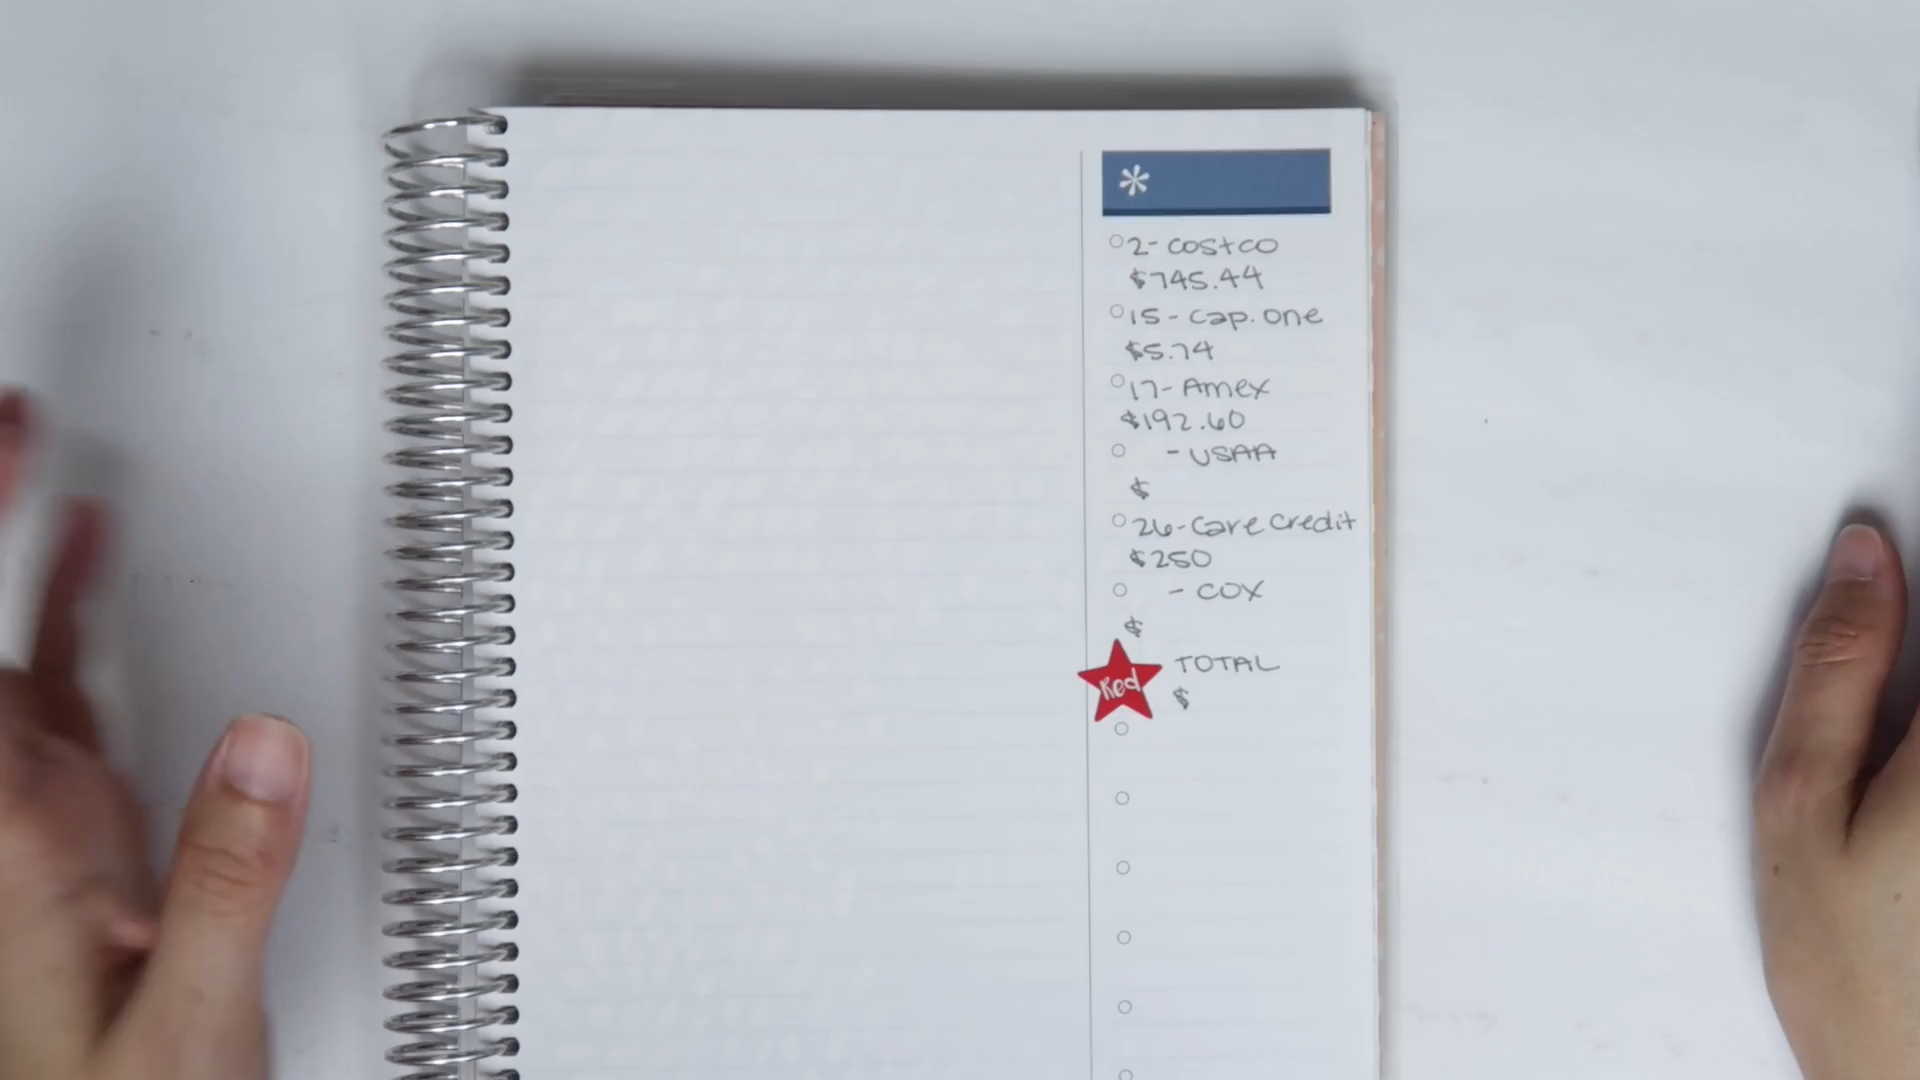 *
2- COSTCO
$745.44
15 - Cap. One
$5.74
17- Amex
$192.60
- USAA
$
26-Care Credit
$250
- COX
$
Red TOTAL
$